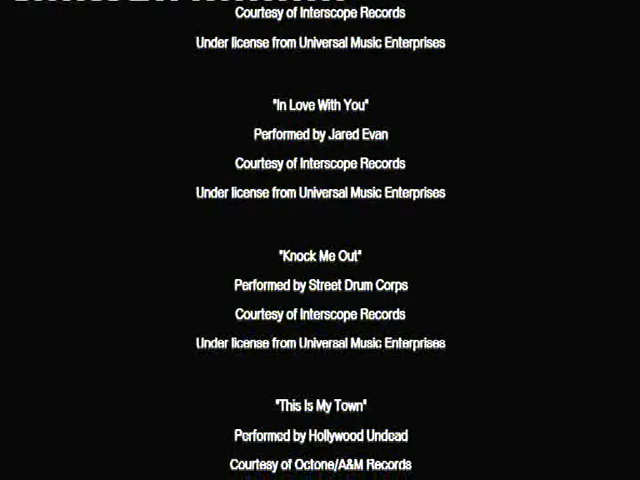 Courtesy of Interscope Records
Under license from Universal Music Enterprises
"In Love With You"
Performed by Jared Evan
Courtesy of Interscope Records
Under license from Universal Music Enterprises
"Knock Me Out"
Performed by Street Drum Corps
Courtesy of Interscope Records
Under license from Universal Music Enterprises
"This Is My Town"
Performed by Hollywood Undead
Courtesy of Octone/A&M Records